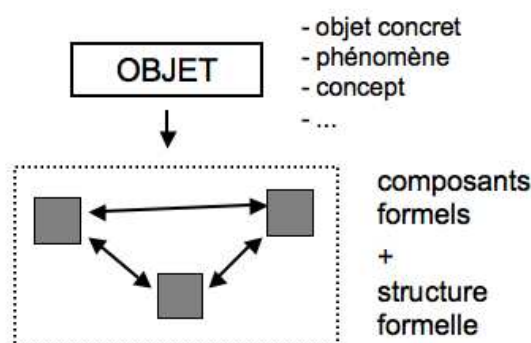 OBJET
- objet concret
- phénomène
- concept
- ...
composants
formels
+
structure
formelle